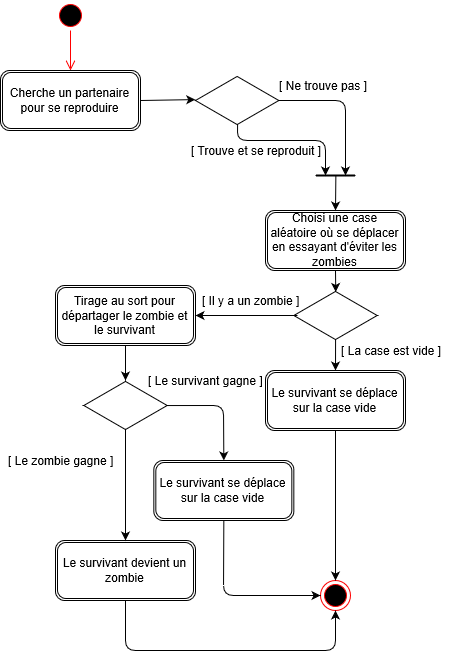 Cherche un partenaire
pour se reproduire
[ Ne trouve pas ]
[ Trouve et se reproduit ]
Choisi une case
aléatoire où se déplacer
en essayant d'éviter les
zombies
[ Il y a un zombie ]
Tirage au sort pour
départager le zombie et
le survivant
[ La case est vide ]
Le survivant se déplace
sur la case vide
[ Le survivant gagne ]
[ Le zombie gagne ]
Le survivant se déplace
sur la case vide
Le survivant devient un
zombie